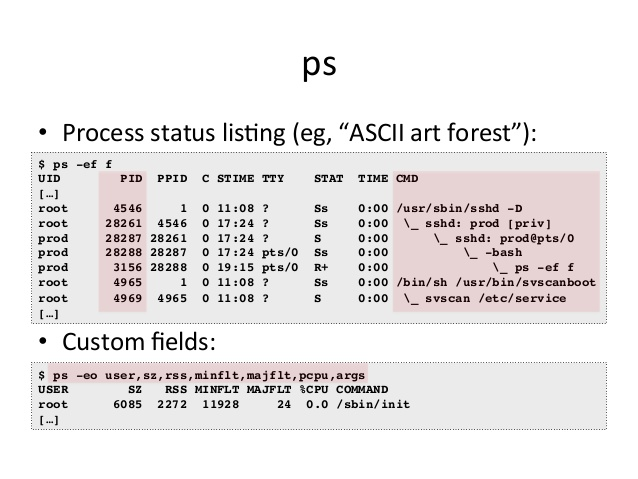 ps
• Process status listing (eg, “ASCII art forest”):
$ ps -ef f
UID        PID  PPID  C STIME TTY      STAT   TIME CMD
[…]
root      4546     1  0 11:08 ?        Ss     0:00 /usr/sbin/sshd -D
root     28261  4546  0 17:24 ?        Ss     0:00  \_ sshd: prod [priv]
prod     28287 28261  0 17:24 ?        S      0:00      \_ sshd: prod@pts/0
prod     28288 28287  0 17:24 pts/0    Ss     0:00          \_ -bash
prod      3156 28288  0 19:15 pts/0    R+     0:00              \_ ps -ef f
root      4965     1  0 11:08 ?        Ss     0:00 /bin/sh /usr/bin/svscanboot
root      4969  4965  0 11:08 ?        S      0:00  \_ svscan /etc/service
[…]
• Custom fields:
$ ps -eo user,sz,rss,minflt,majflt,pcpu,args
USER        SZ   RSS MINFLT MAJFLT %CPU COMMAND
root      6085  2272  11928     24  0.0 /sbin/init
[…]